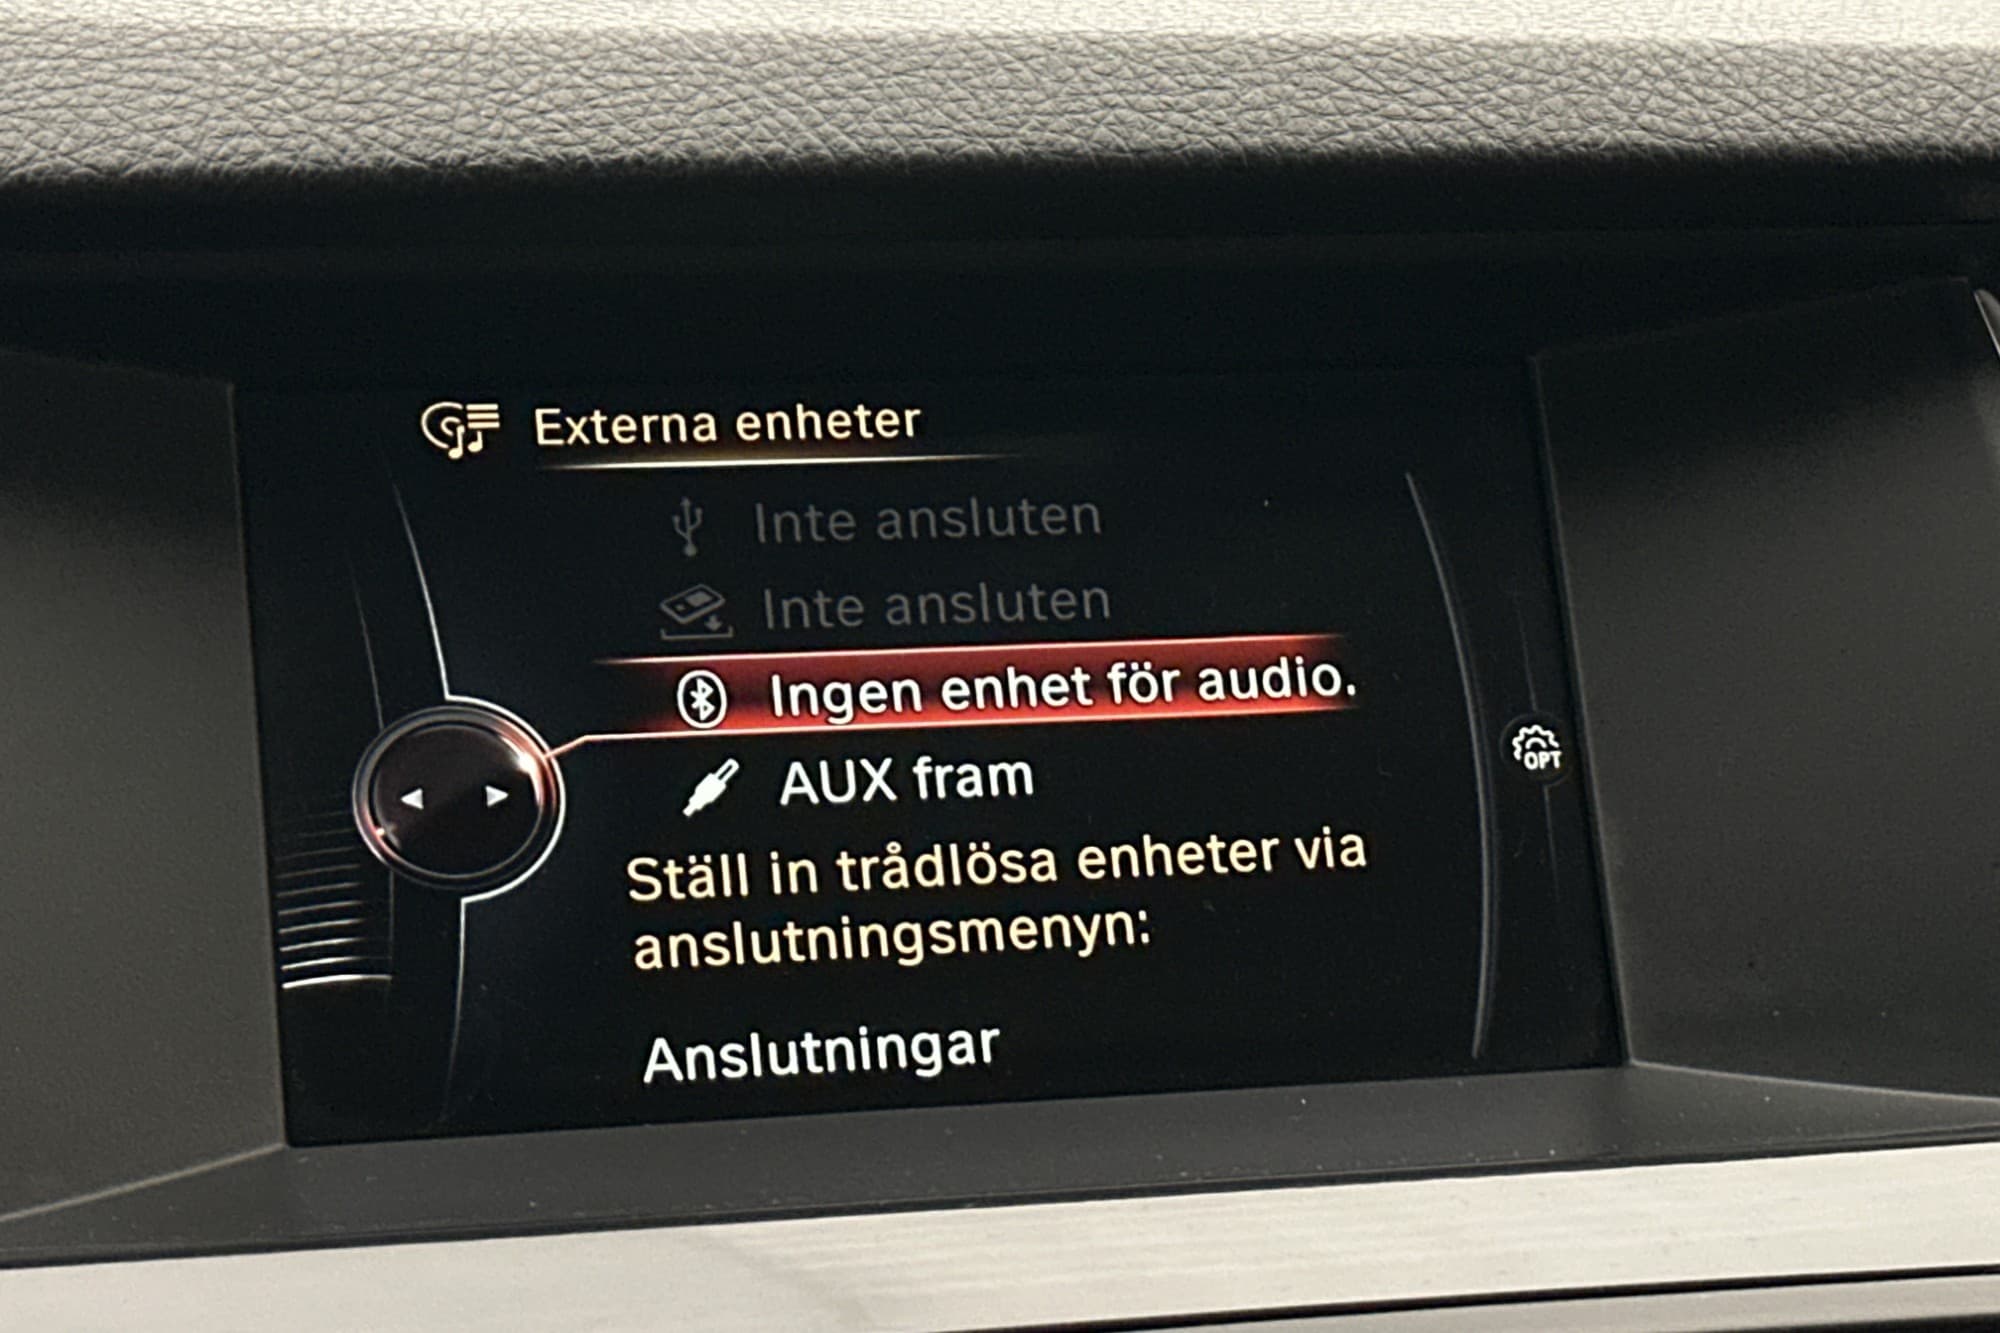 Externa enheter
Inte ansluten
Inte ansluten
Ingen enhet för audio.
AUX fram
OPT
Ställ in trådlösa enheter via
anslutningsmenyn:
Anslutningar